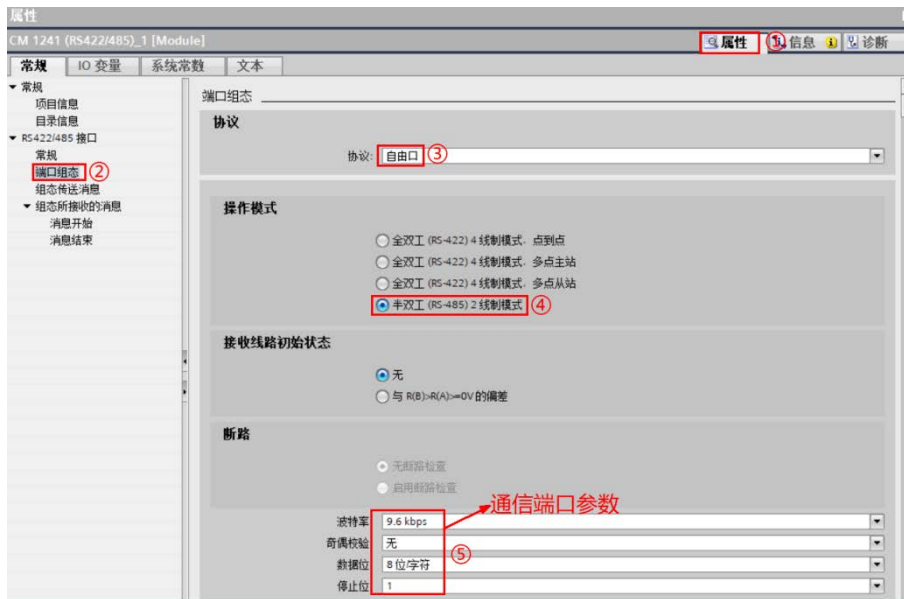 属性
CM 1241 (RS422/485)_1 [Module]
属性 ① 信息 诊断
常规 IO 变量 系统常数 文本
常规
项目信息
目录信息
RS422/485 接口
常规
端口组态 ②
组态传送消息
组态所接收的消息
消息开始
消息结束
端口组态
协议
协议: 自由口 ③
操作模式
全双工 (RS-422) 4 线制模式. 点到点
全双工 (RS-422) 4 线制模式. 多点主站
全双工 (RS-422) 4 线制模式. 多点从站
半双工 (RS-485) 2 线制模式 ④
接收线路初始状态
无
与 R(B)>R(A)>=0V 的偏差
断路
无断路检查
启用断路检查
通信端口参数
波特率 9.6 kbps
奇偶校验 无
⑤
数据位 8 位/字符
停止位 1